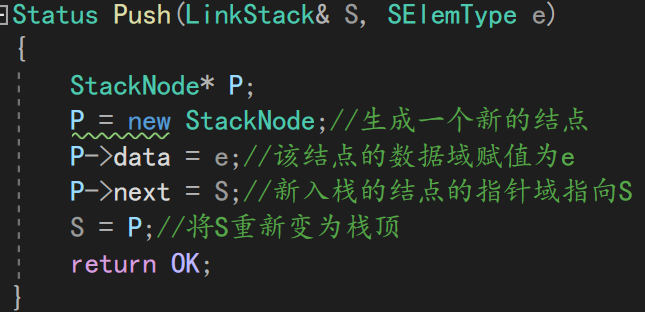 Status Push(LinkStack& S, SElemType e)
{
StackNode* P;
P = new StackNode;//生成一个新的结点
P->data = e;//该结点的数据域赋值为e
P->next = S;//新入栈的结点的指针域指向S
S = P;//将S重新变为栈顶
return OK;
}